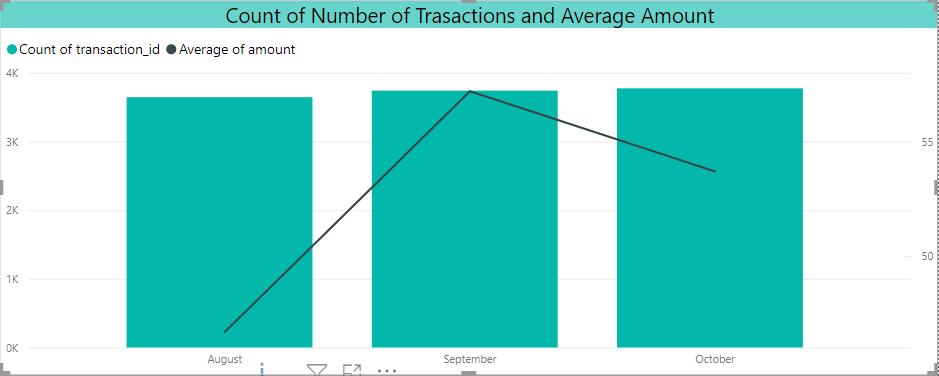 Count of Number of Trasactions and Average Amount
Count of transaction_id Average of amount
4K
3K 55
2K
50
1K
0K
August September October